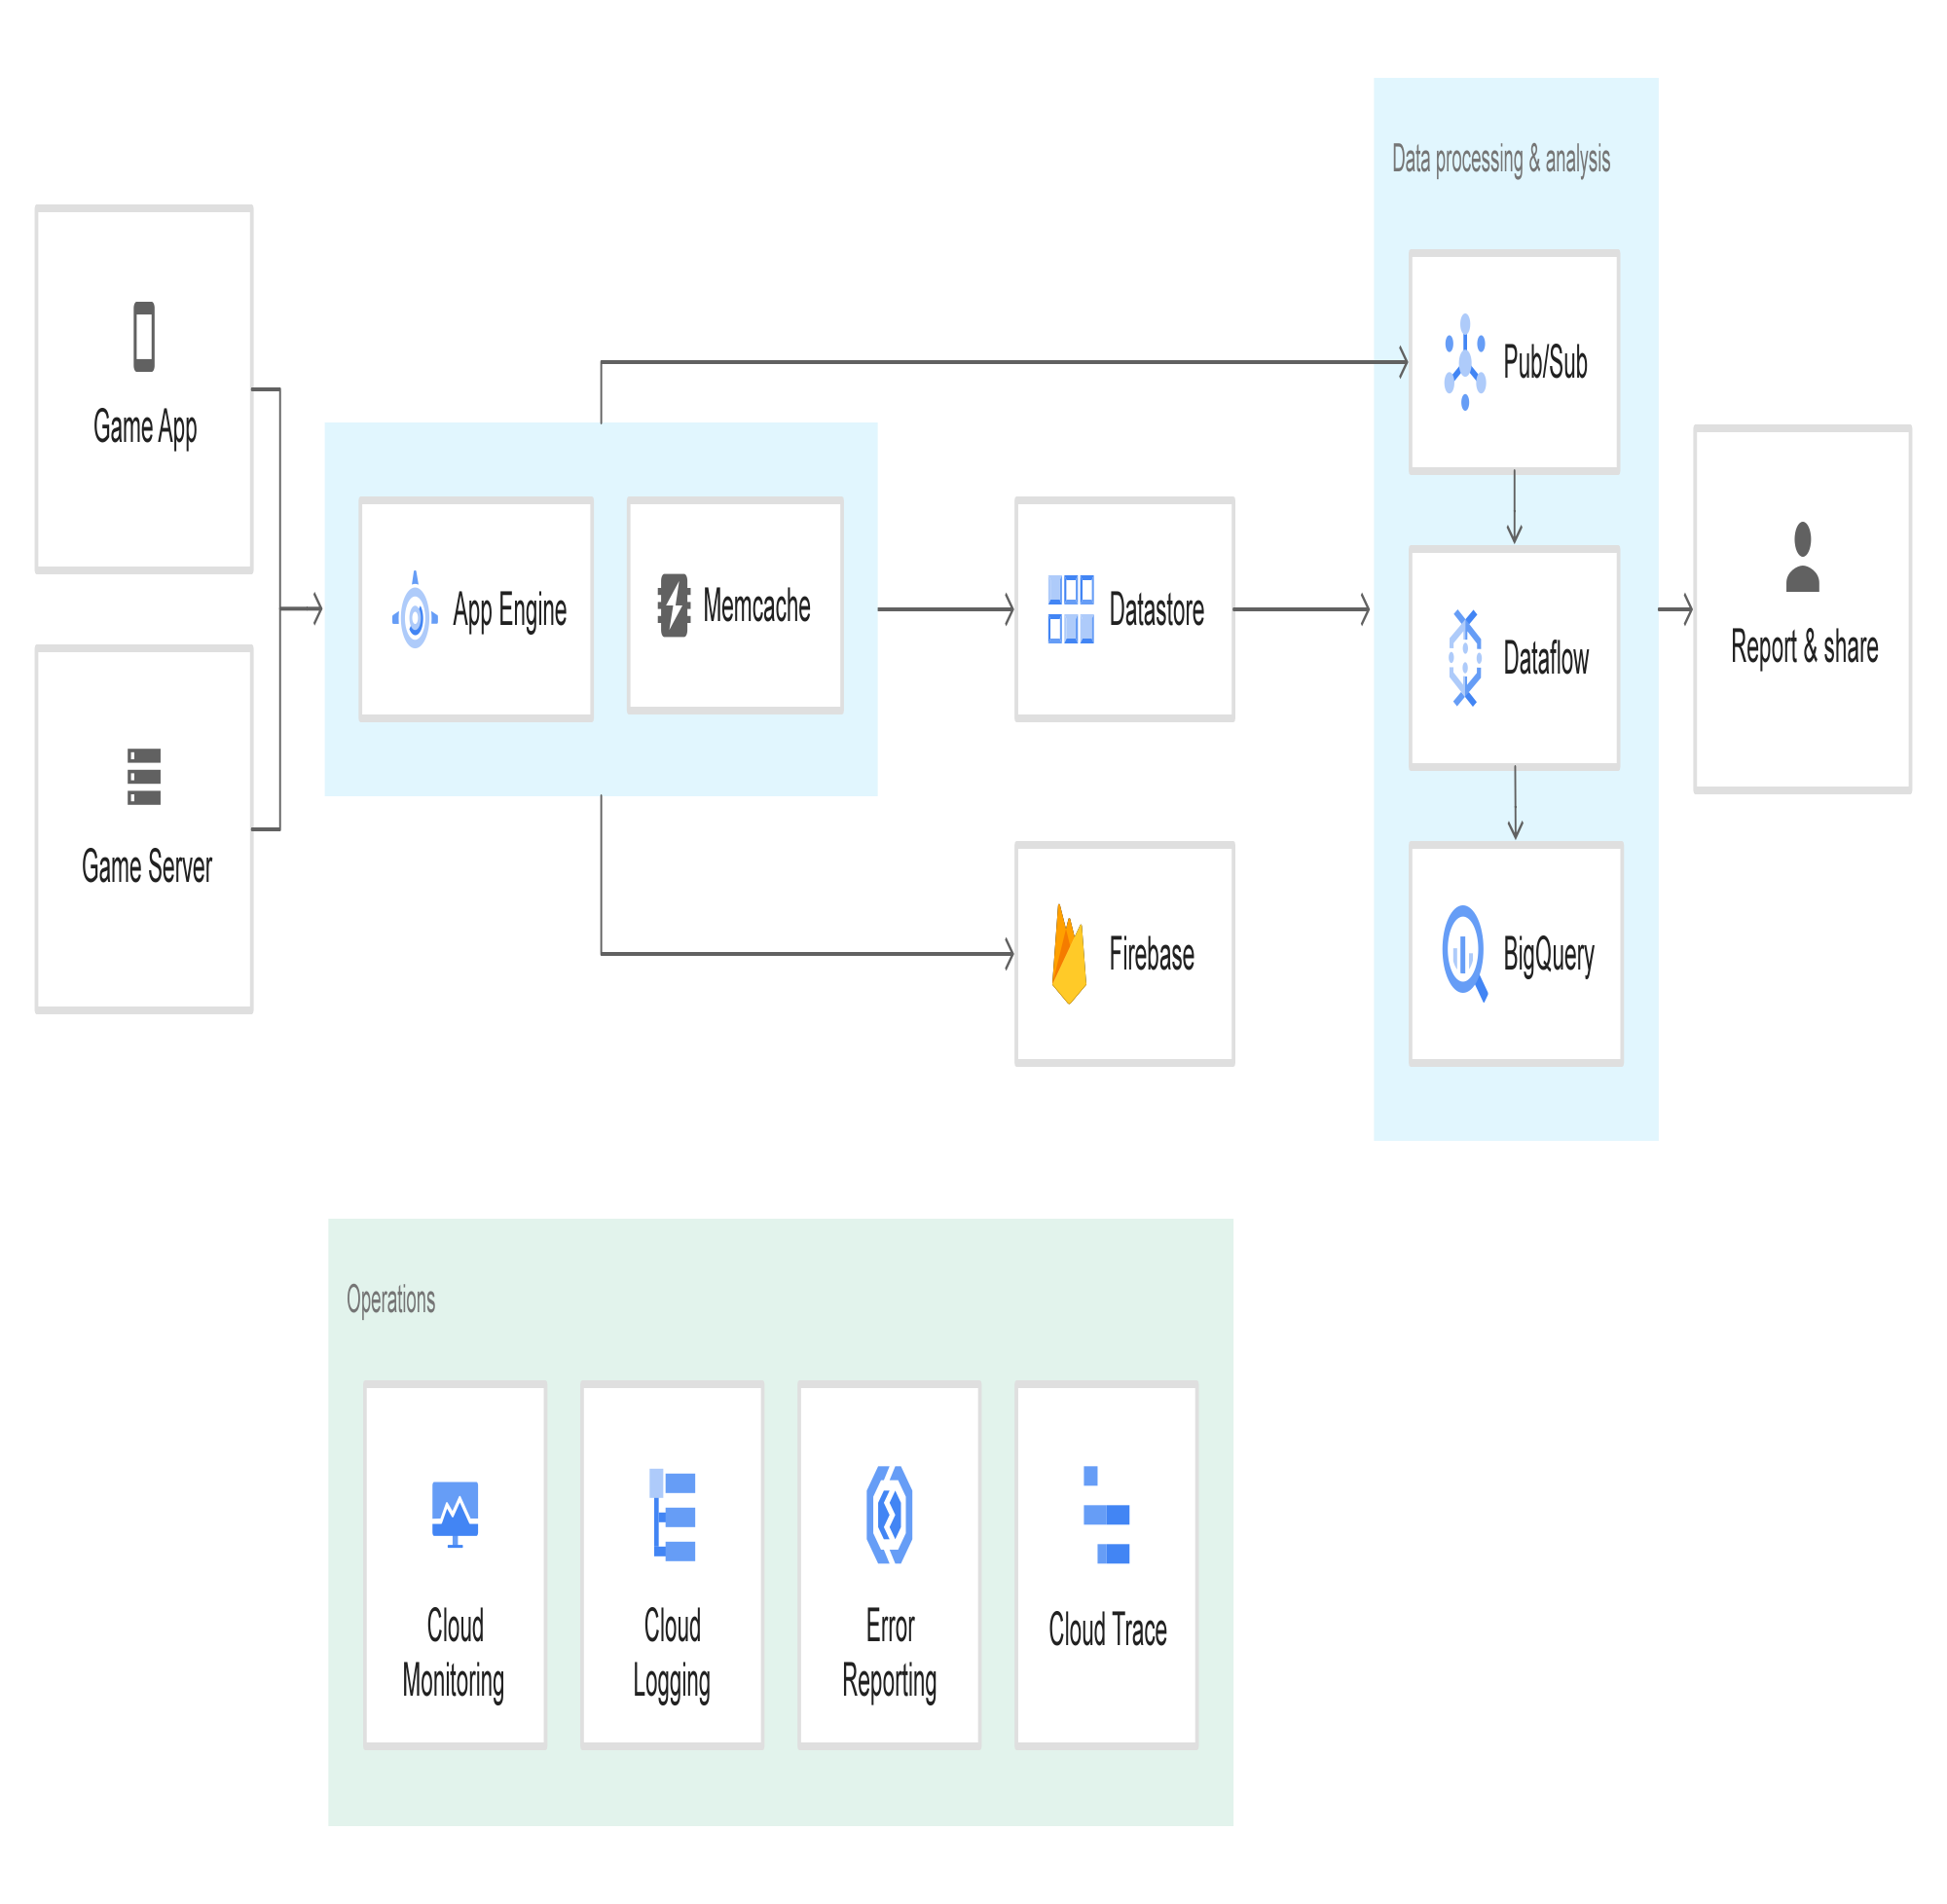 Data processing & analysis
Game App
Game Server
App Engine
Memcache
Datastore
Firebase
Pub/Sub
Dataflow
BigQuery
Report & share
Operations
Cloud
Monitoring
Cloud
Logging
Error
Reporting
Cloud Trace